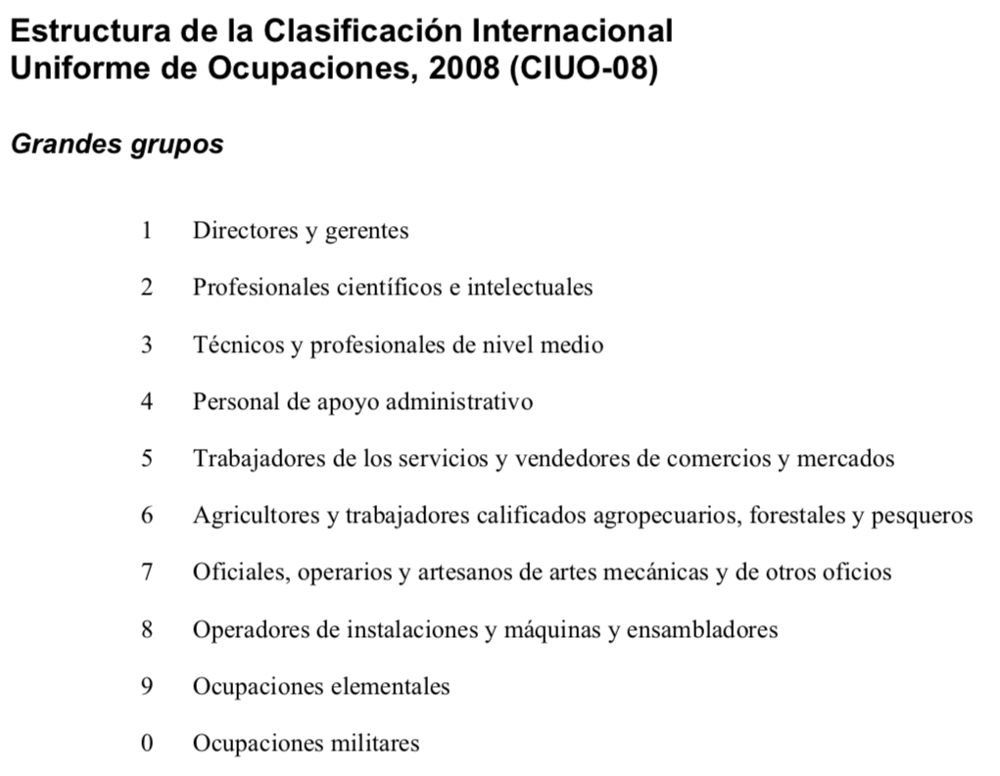 Estructura de la Clasificación Internacional
Uniforme de Ocupaciones, 2008 (CIUO-08)
Grandes grupos
1 Directores y gerentes
2 Profesionales científicos e intelectuales
3 Técnicos y profesionales de nivel medio
4 Personal de apoyo administrativo
5 Trabajadores de los servicios y vendedores de comercios y mercados
6 Agricultores y trabajadores calificados agropecuarios, forestales y pesqueros
7 Oficiales, operarios y artesanos de artes mecánicas y de otros oficios
8 Operadores de instalaciones y máquinas y ensambladores
9 Ocupaciones elementales
0 Ocupaciones militares